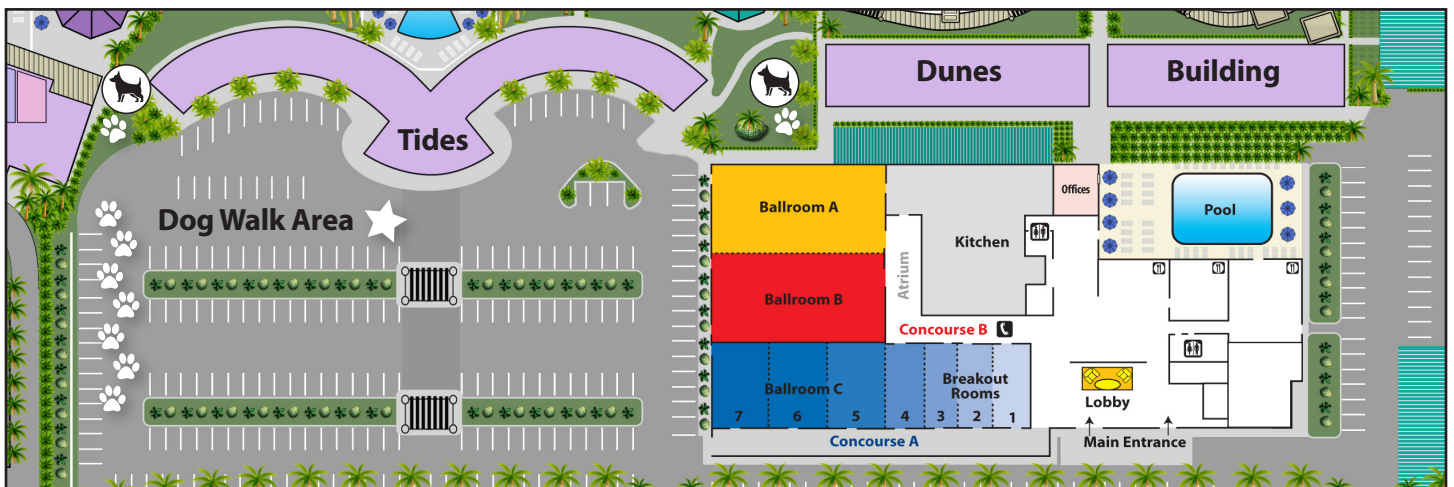 Dunes
Building
Tides
Dog Walk Area
Ballroom A
Offices
Pool
Kitchen
Atrium
Ballroom B
Concourse B
Ballroom C
Breakout
Rooms
7 6 5 4 3 2 1
Lobby
Concourse A
Main Entrance